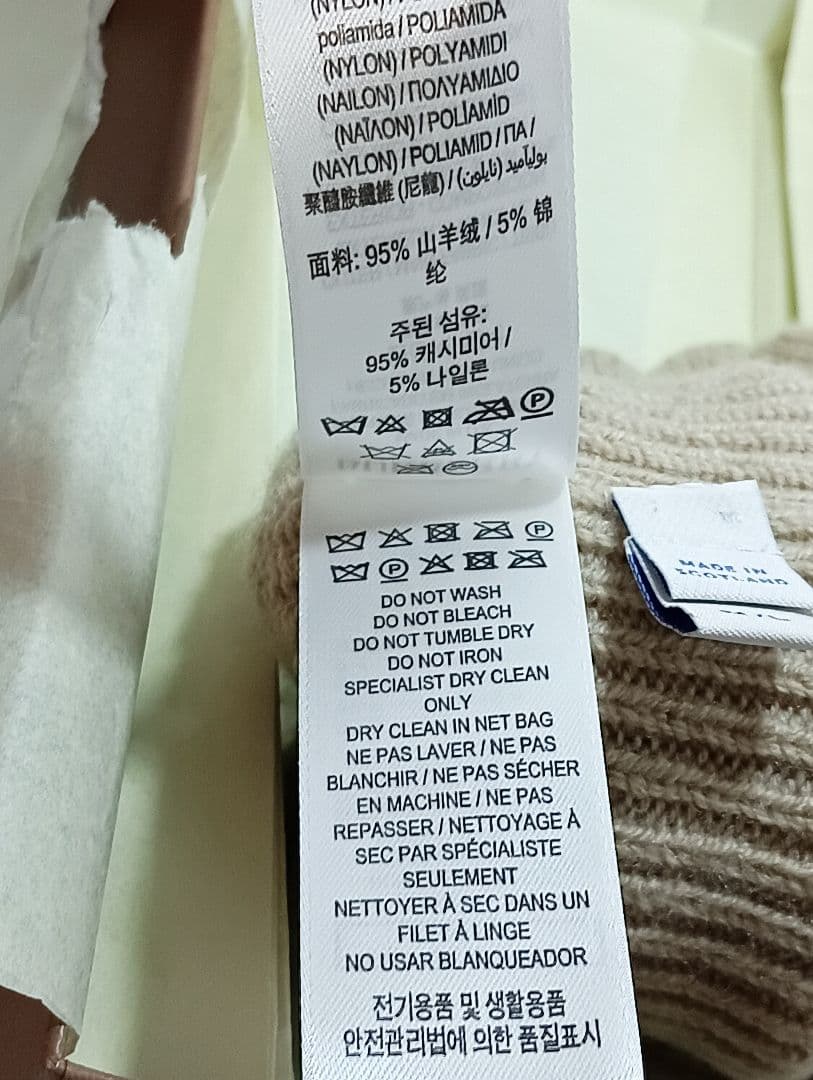 (NYLON) /
poliamida / POLIAMIDA
(NYLON) / POLYAMIDI
(NAILON) / ΠΟΛΥΑΜΙΔΙΟ
(ΝΑΪΛΟΝ) / POLİAMİD
(NAYLON) / POLIAMID / ПА /
聚醯胺纖維 (尼龍) / بوليأميد (نايلون)
面料: 95% 山羊绒 / 5% 锦
纶
주된 섬유:
95% 캐시미어 /
5% 나일론
P
P
P
DO NOT WASH
DO NOT BLEACH
DO NOT TUMBLE DRY
DO NOT IRON
SPECIALIST DRY CLEAN
ONLY
DRY CLEAN IN NET BAG
NE PAS LAVER / NE PAS
BLANCHIR / NE PAS SÉCHER
EN MACHINE / NE PAS
REPASSER / NETTOYAGE À
SEC PAR SPÉCIALISTE
SEULEMENT
NETTOYER À SEC DANS UN
FILET À LINGE
NO USAR BLANQUEADOR
전기용품 및 생활용품
안전관리법에 의한 품질표시
MADE IN
SCOTLAND